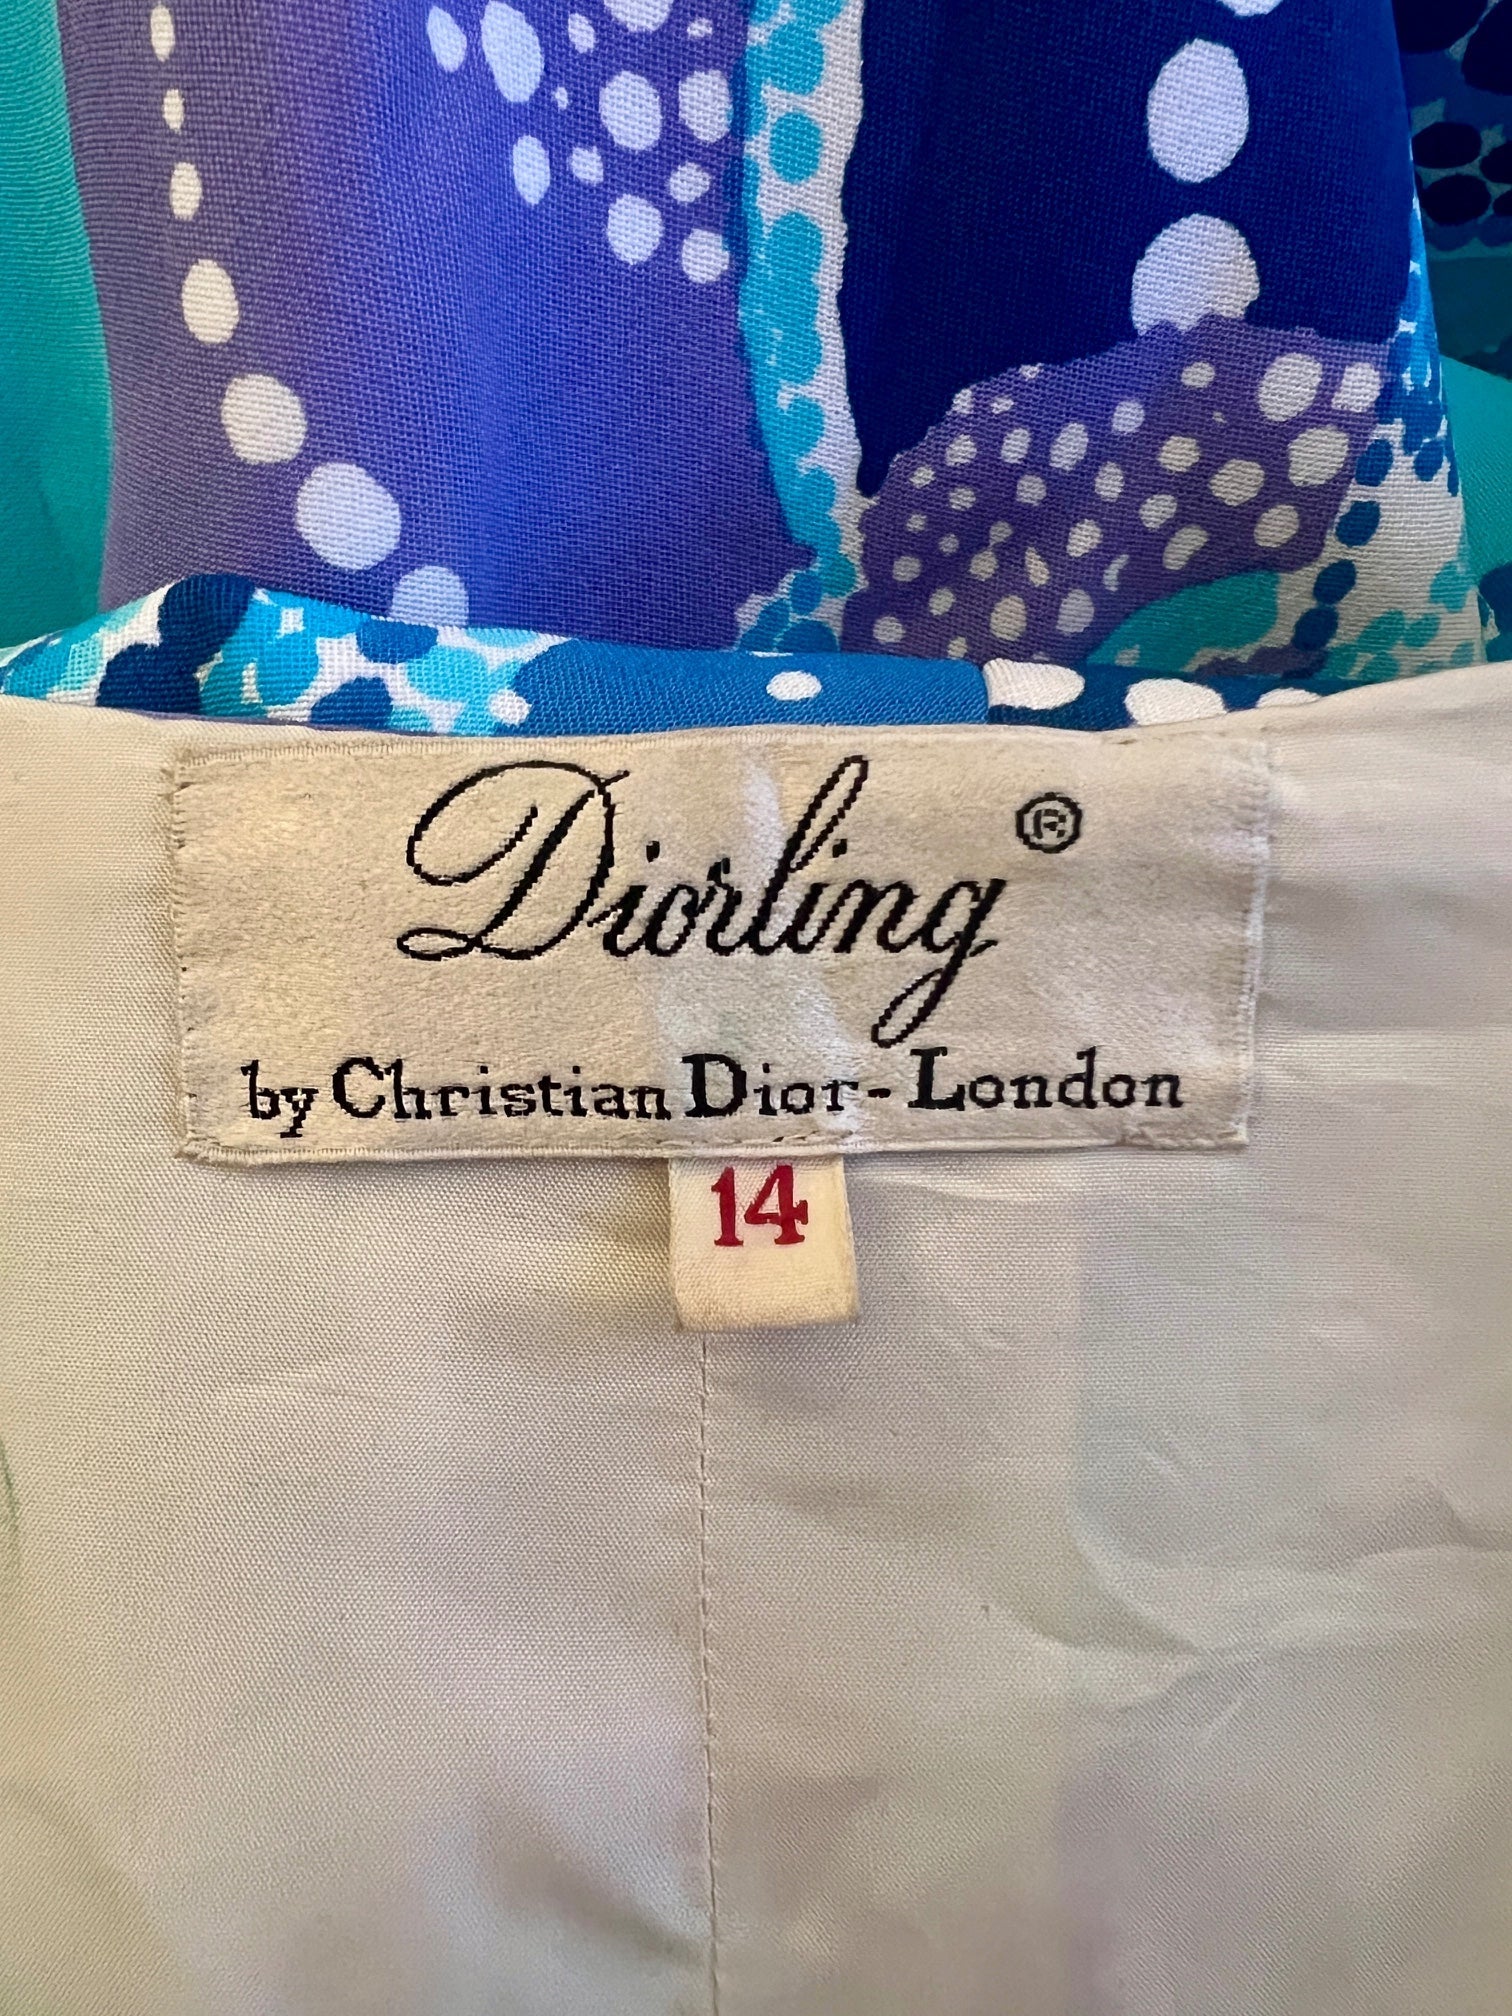 Diorling ®
by Christian Dior-London
14